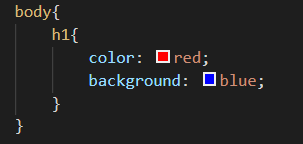 body{
    h1{
        color: red;
        background: blue;
    }
}